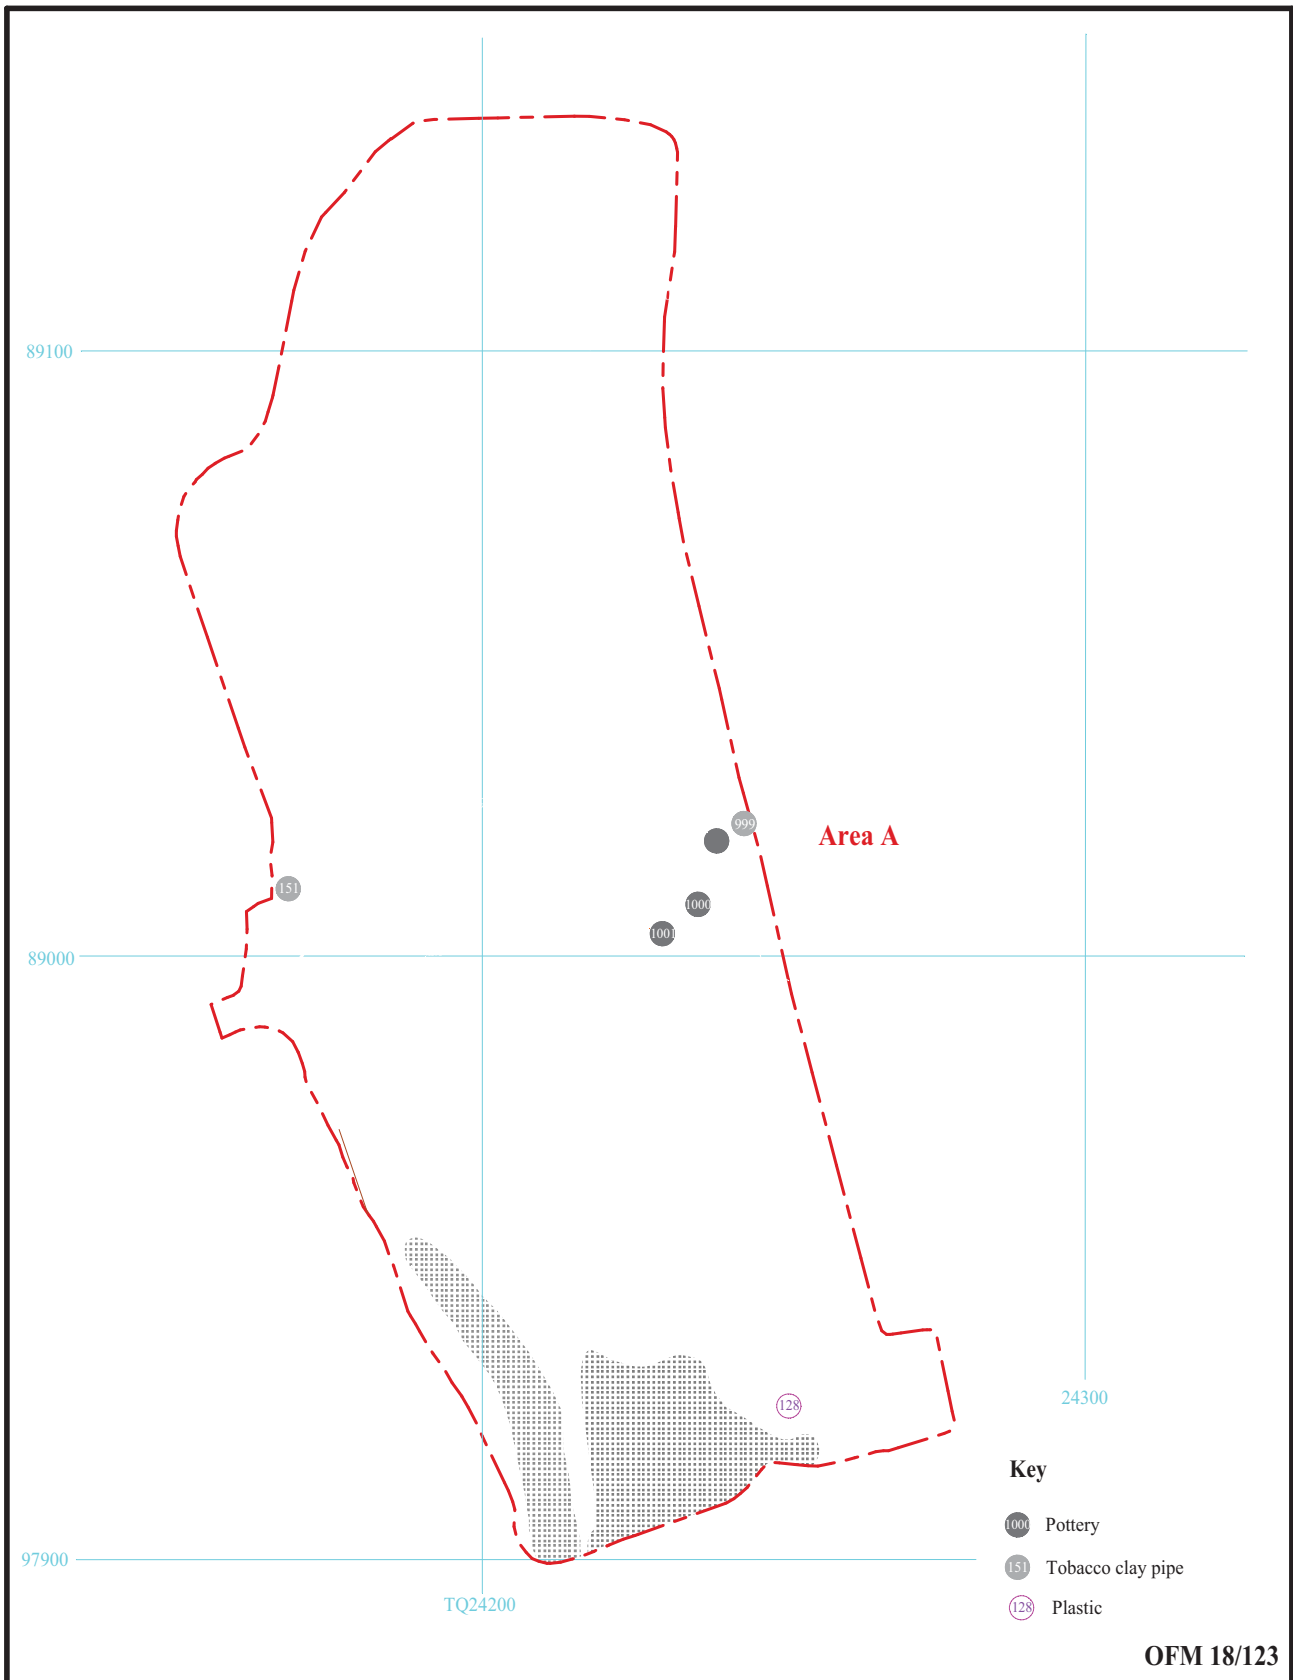 89100
999
Area A
151
1000
1001
89000
128
24300
Key
1000 Pottery
97900
151 Tobacco clay pipe
TQ24200
128 Plastic
OFM 18/123